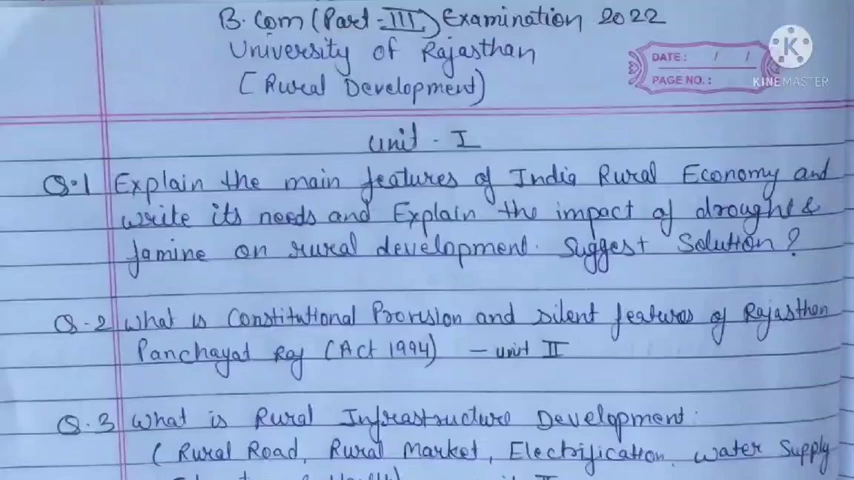 B.Com (Part-III) Examination 2022
University of Rajasthan
[Rural Development)
DATE: / /
PAGE NO.:
K
KINEMASTER
Unit - I
Q.1 Explain the main features of India Rural Economy and
write its needs and Explain the impact of drought &
famine on rural development. Suggest Solution?
Q.2 What is Constitutional Provision and Silent features of Rajasthan
Panchayat Raj (Act 1994) - unit II
Q.3 What is Rural Infrastructure Development:
(Rural Road, Rural Market, Electrification, Water Supply